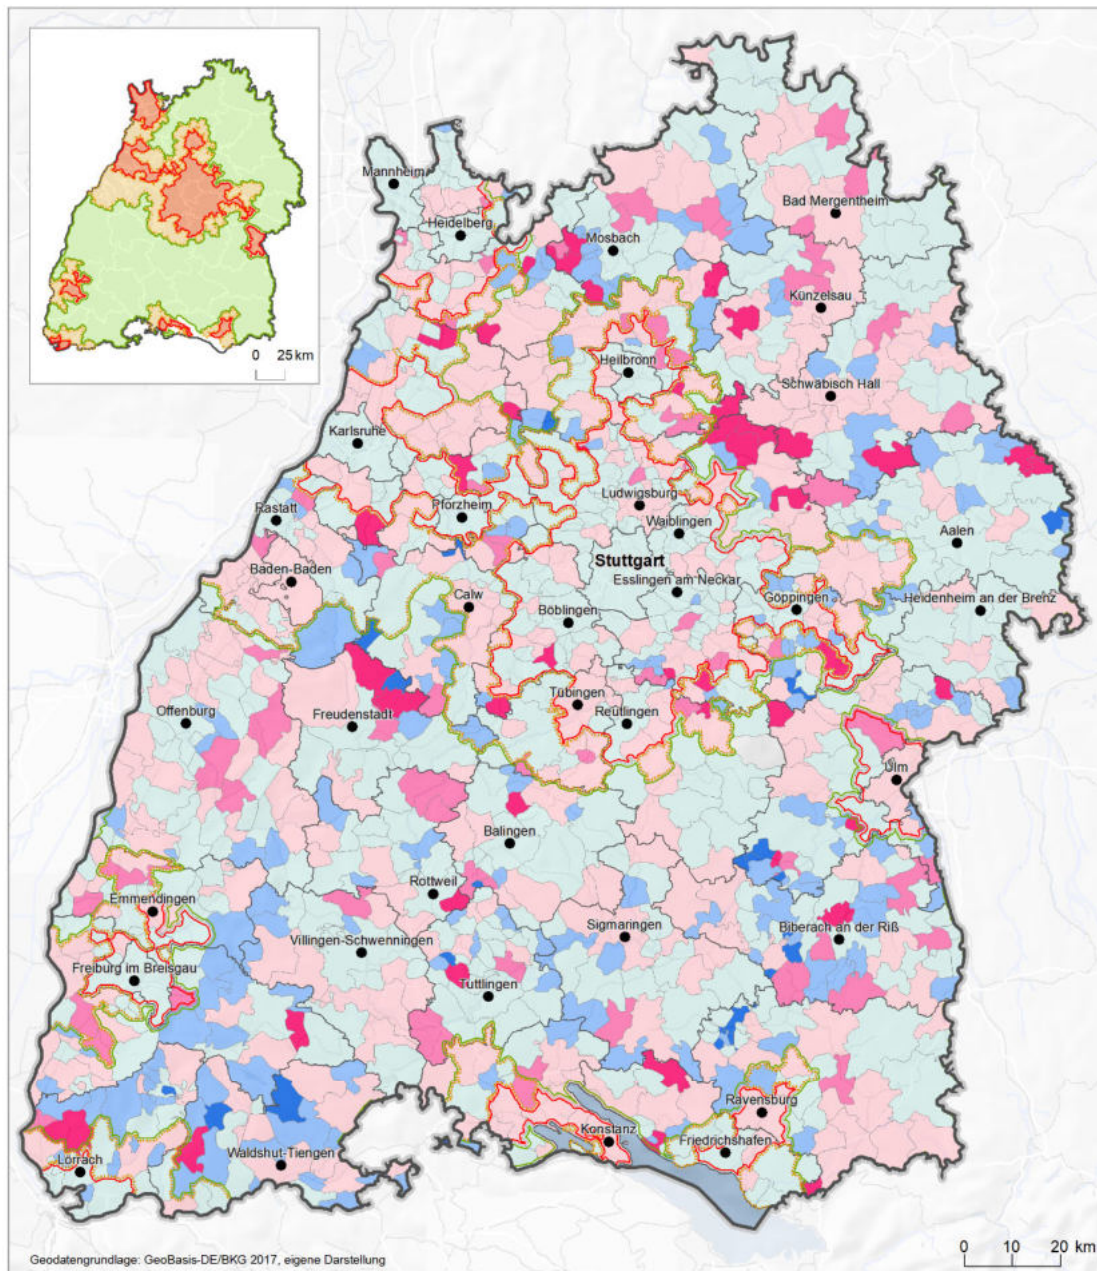 0 25 km
Mannheim
Heidelberg
Mosbach
Bad Mergentheim
Künzelsau
Heilbronn
Schwäbisch Hall
Karlsruhe
Pforzheim
Ludwigsburg
Rastatt
Waiblingen
Aalen
Stuttgart
Baden-Baden
Esslingen am Neckar
Calw
Böblingen
Göppingen
Heidenheim an der Brenz
Tübingen
Offenburg
Freudenstadt
Reutlingen
Ulm
Balingen
Rottweil
Emmendingen
Villingen-Schwenningen
Sigmaringen
Biberach an der Riß
Freiburg im Breisgau
Tuttlingen
Ravensburg
Konstanz
Friedrichshafen
Lörrach
Waldshut-Tiengen
Geodatengrundlage: GeoBasis-DE/BKG 2017, eigene Darstellung
0 10 20 km